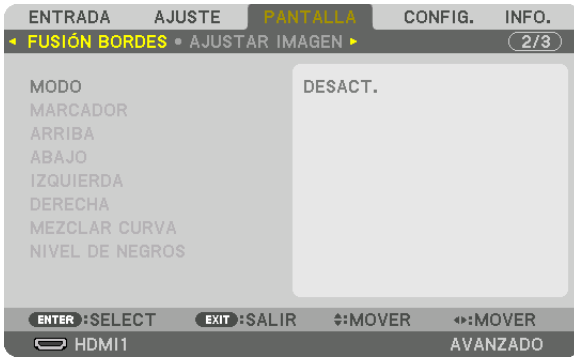 ENTRADA AJUSTE PANTALLA CONFIG. INFO.
FUSIÓN BORDES • AJUSTAR IMAGEN 2/3
MODO DESACT.
MARCADOR
ARRIBA
ABAJO
IZQUIERDA
DERECHA
MEZCLAR CURVA
NIVEL DE NEGROS
ENTER :SELECT EXIT :SALIR :MOVER :MOVER
HDMI1 AVANZADO